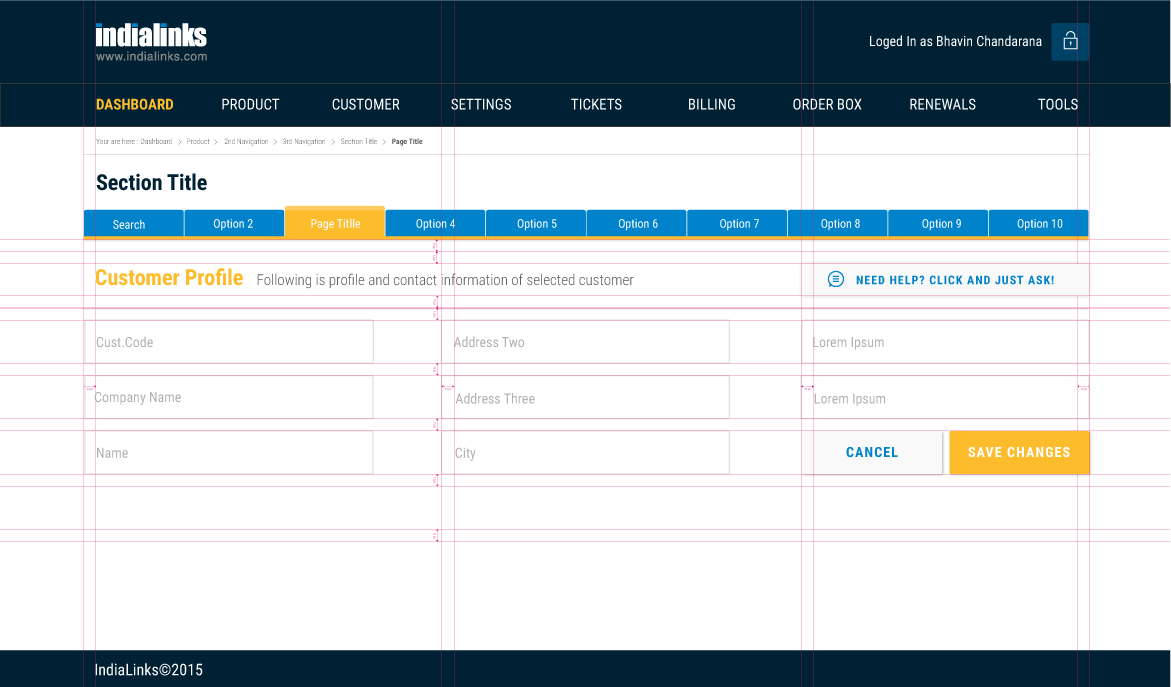 indialinks
www.indialinks.com
Loged In as Bhavin Chandarana
DASHBOARD PRODUCT CUSTOMER SETTINGS TICKETS BILLING ORDER BOX RENEWALS TOOLS
Your are here : Dashboard > Product > 2nd Navigation > 3rd Navigation > Section Title > Page Title
Section Title
Search Option 2 Page Titlle Option 4 Option 5 Option 6 Option 7 Option 8 Option 9 Option 10
Customer Profile Following is profile and contact information of selected customer
NEED HELP? CLICK AND JUST ASK!
Cust.Code Address Two Lorem Ipsum
Company Name Address Three Lorem Ipsum
Name City CANCEL SAVE CHANGES
IndiaLinks©2015